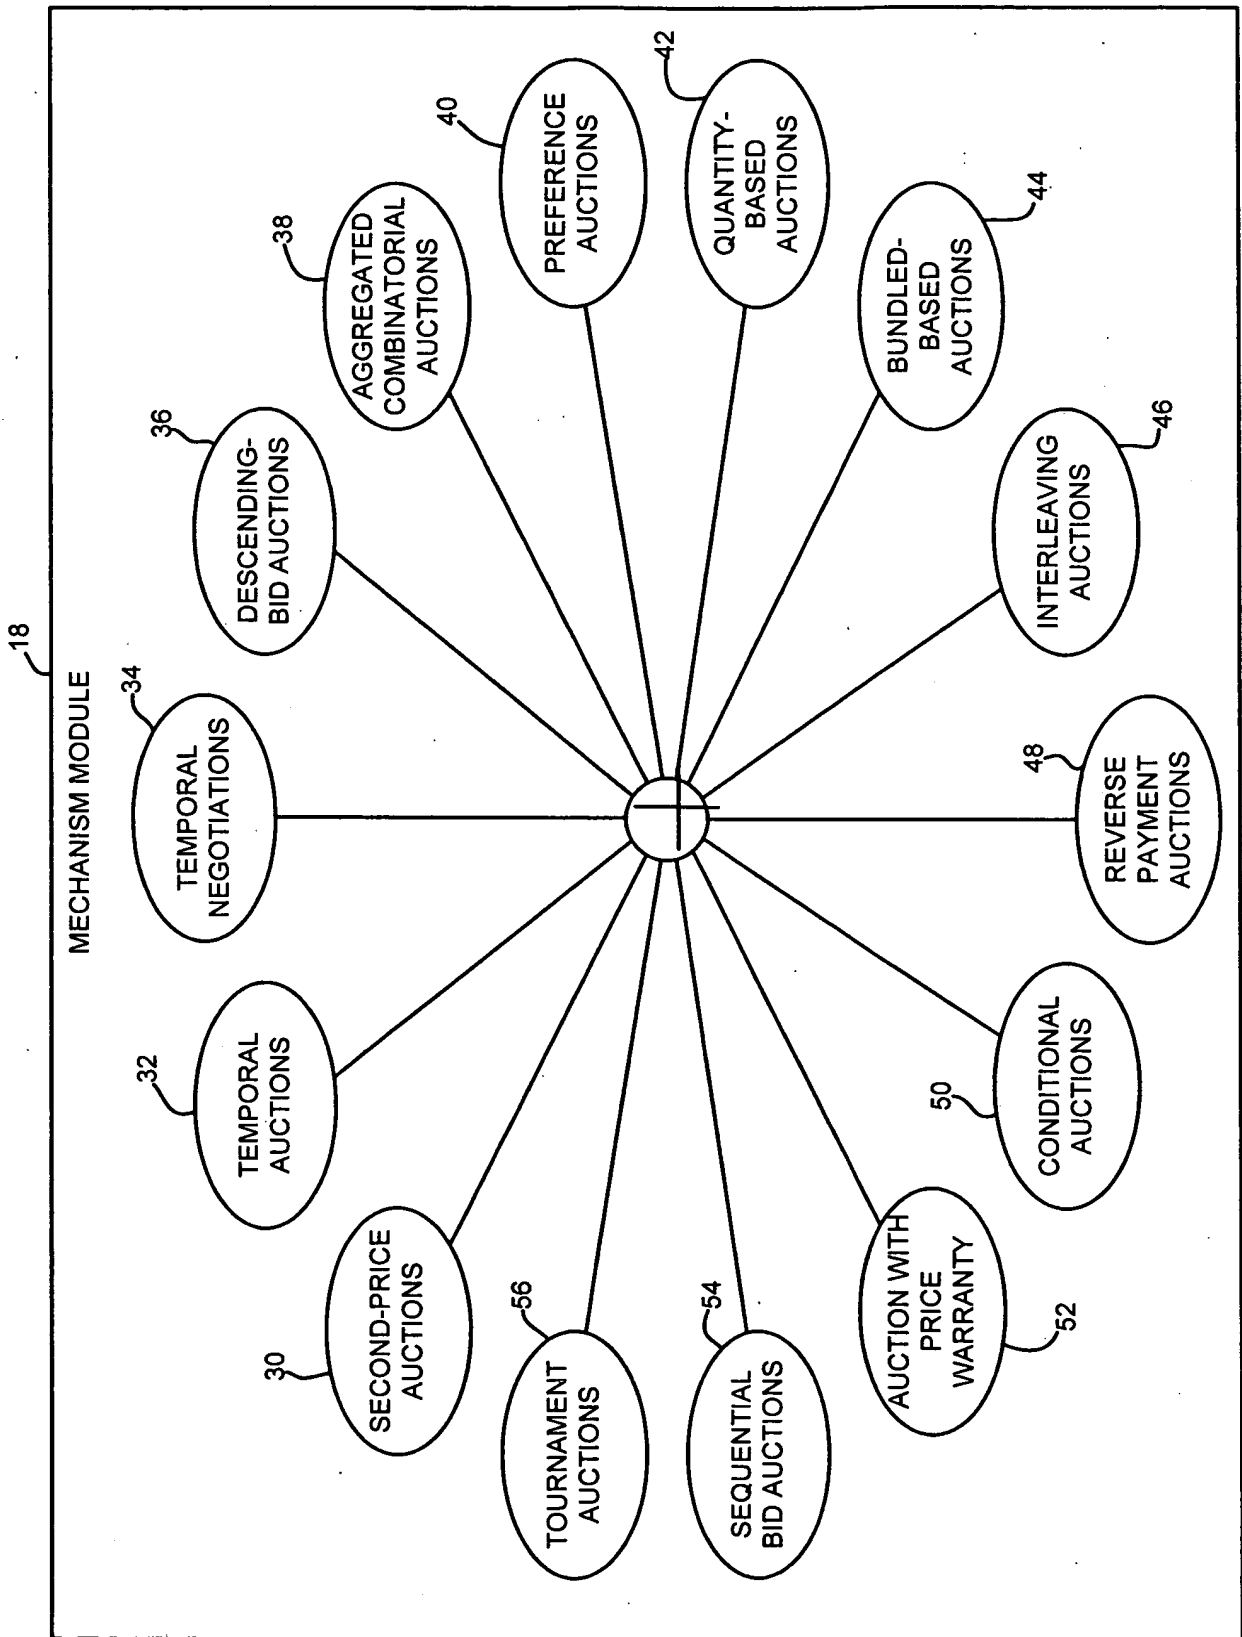 18
MECHANISM MODULE
30
SECOND-PRICE
AUCTIONS
32
TEMPORAL
AUCTIONS
34
TEMPORAL
NEGOTIATIONS
36
DESCENDING-
BID AUCTIONS
38
AGGREGATED
COMBINATORIAL
AUCTIONS
40
PREFERENCE
AUCTIONS
42
QUANTITY-
BASED
AUCTIONS
44
BUNDLED-
BASED
AUCTIONS
46
INTERLEAVING
AUCTIONS
48
REVERSE
PAYMENT
AUCTIONS
50
CONDITIONAL
AUCTIONS
52
AUCTION WITH
PRICE
WARRANTY
54
SEQUENTIAL
BID AUCTIONS
56
TOURNAMENT
AUCTIONS